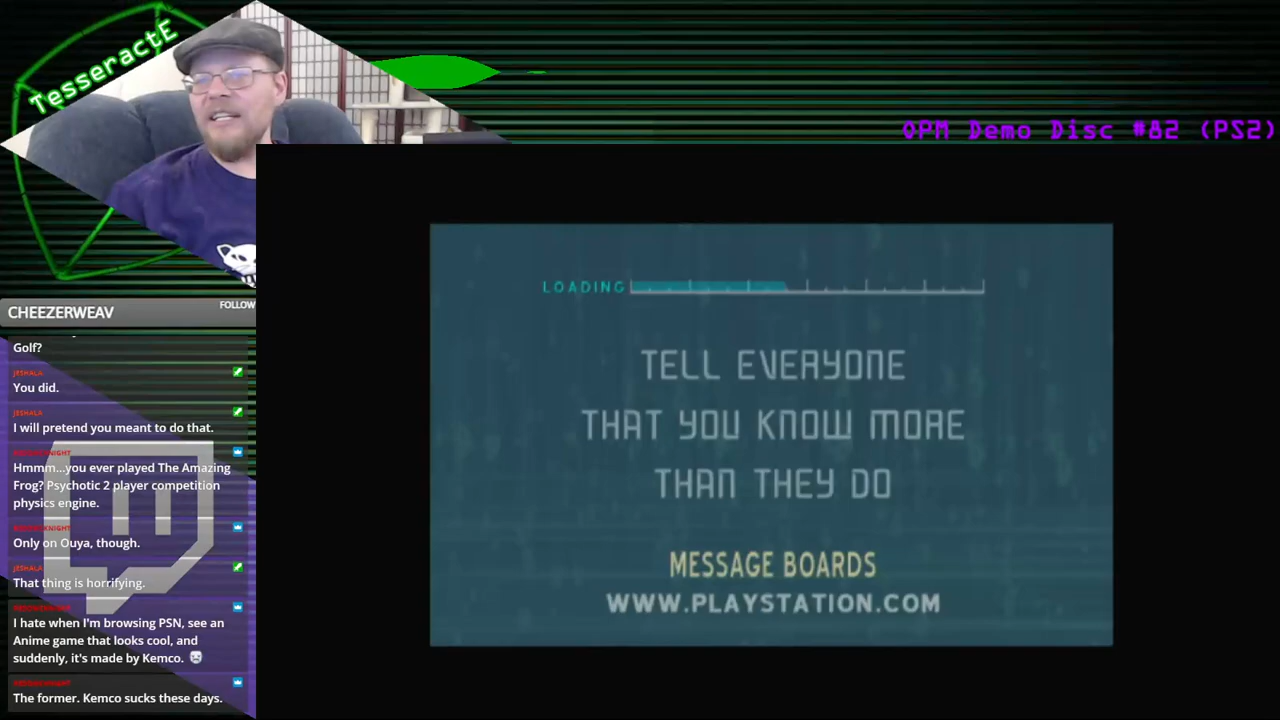 TesseractE
OPM Demo Disc #82 (PS2)
LOADING
TELL EVERYONE
THAT YOU KNOW MORE
THAN THEY DO
MESSAGE BOARDS
WWW.PLAYSTATION.COM
CHEEZERWEAV
FOLLOW
Golf?
JESHALA
You did.
JESHALA
I will pretend you meant to do that.
Hmmm...you ever played The Amazing
Frog? Psychotic 2 player competition
physics engine.
Only on Ouya, though.
JESHALA
That thing is horrifying.
I hate when I'm browsing PSN, see an
Anime game that looks cool, and
suddenly, it's made by Kemco.
The former. Kemco sucks these days.